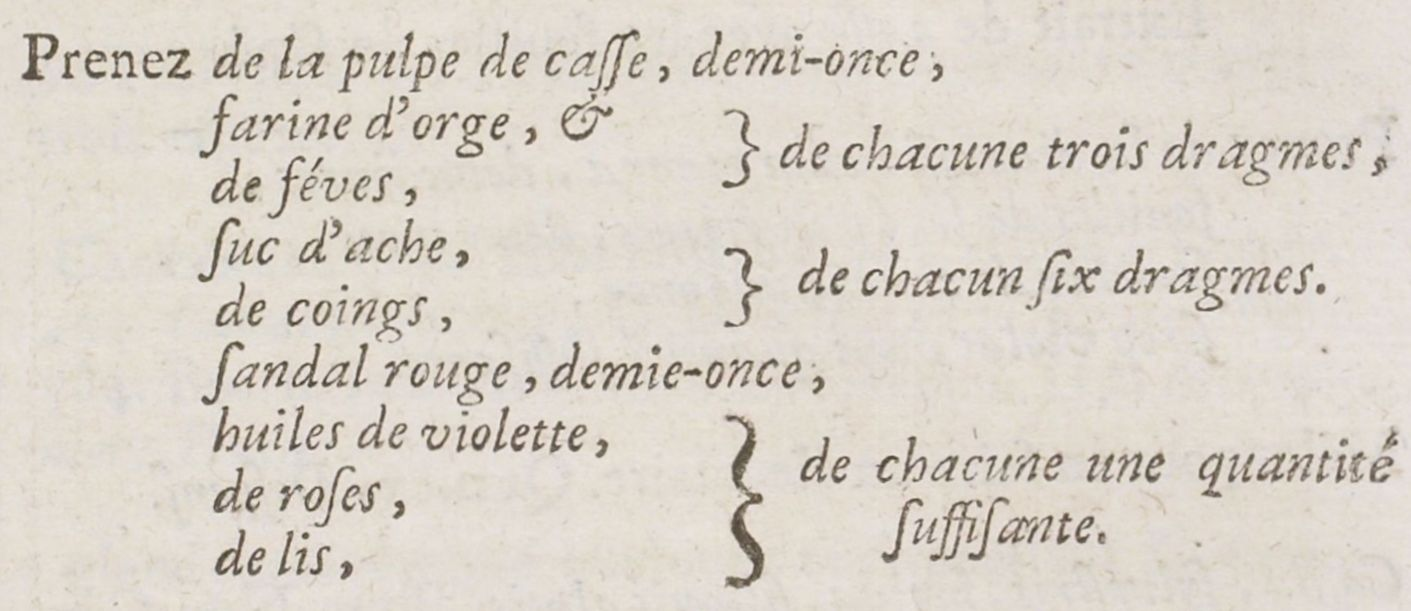 Prenez de la pulpe de caſſe, demi-once,
farine d'orge, &
de féves,
} de chacune trois dragmes,
ſuc d'ache,
de coings,
} de chacun ſix dragmes.
ſandal rouge, demie-once,
huiles de violette,
de roſes,
de lis,
} de chacune une quantité
ſuffiſante.